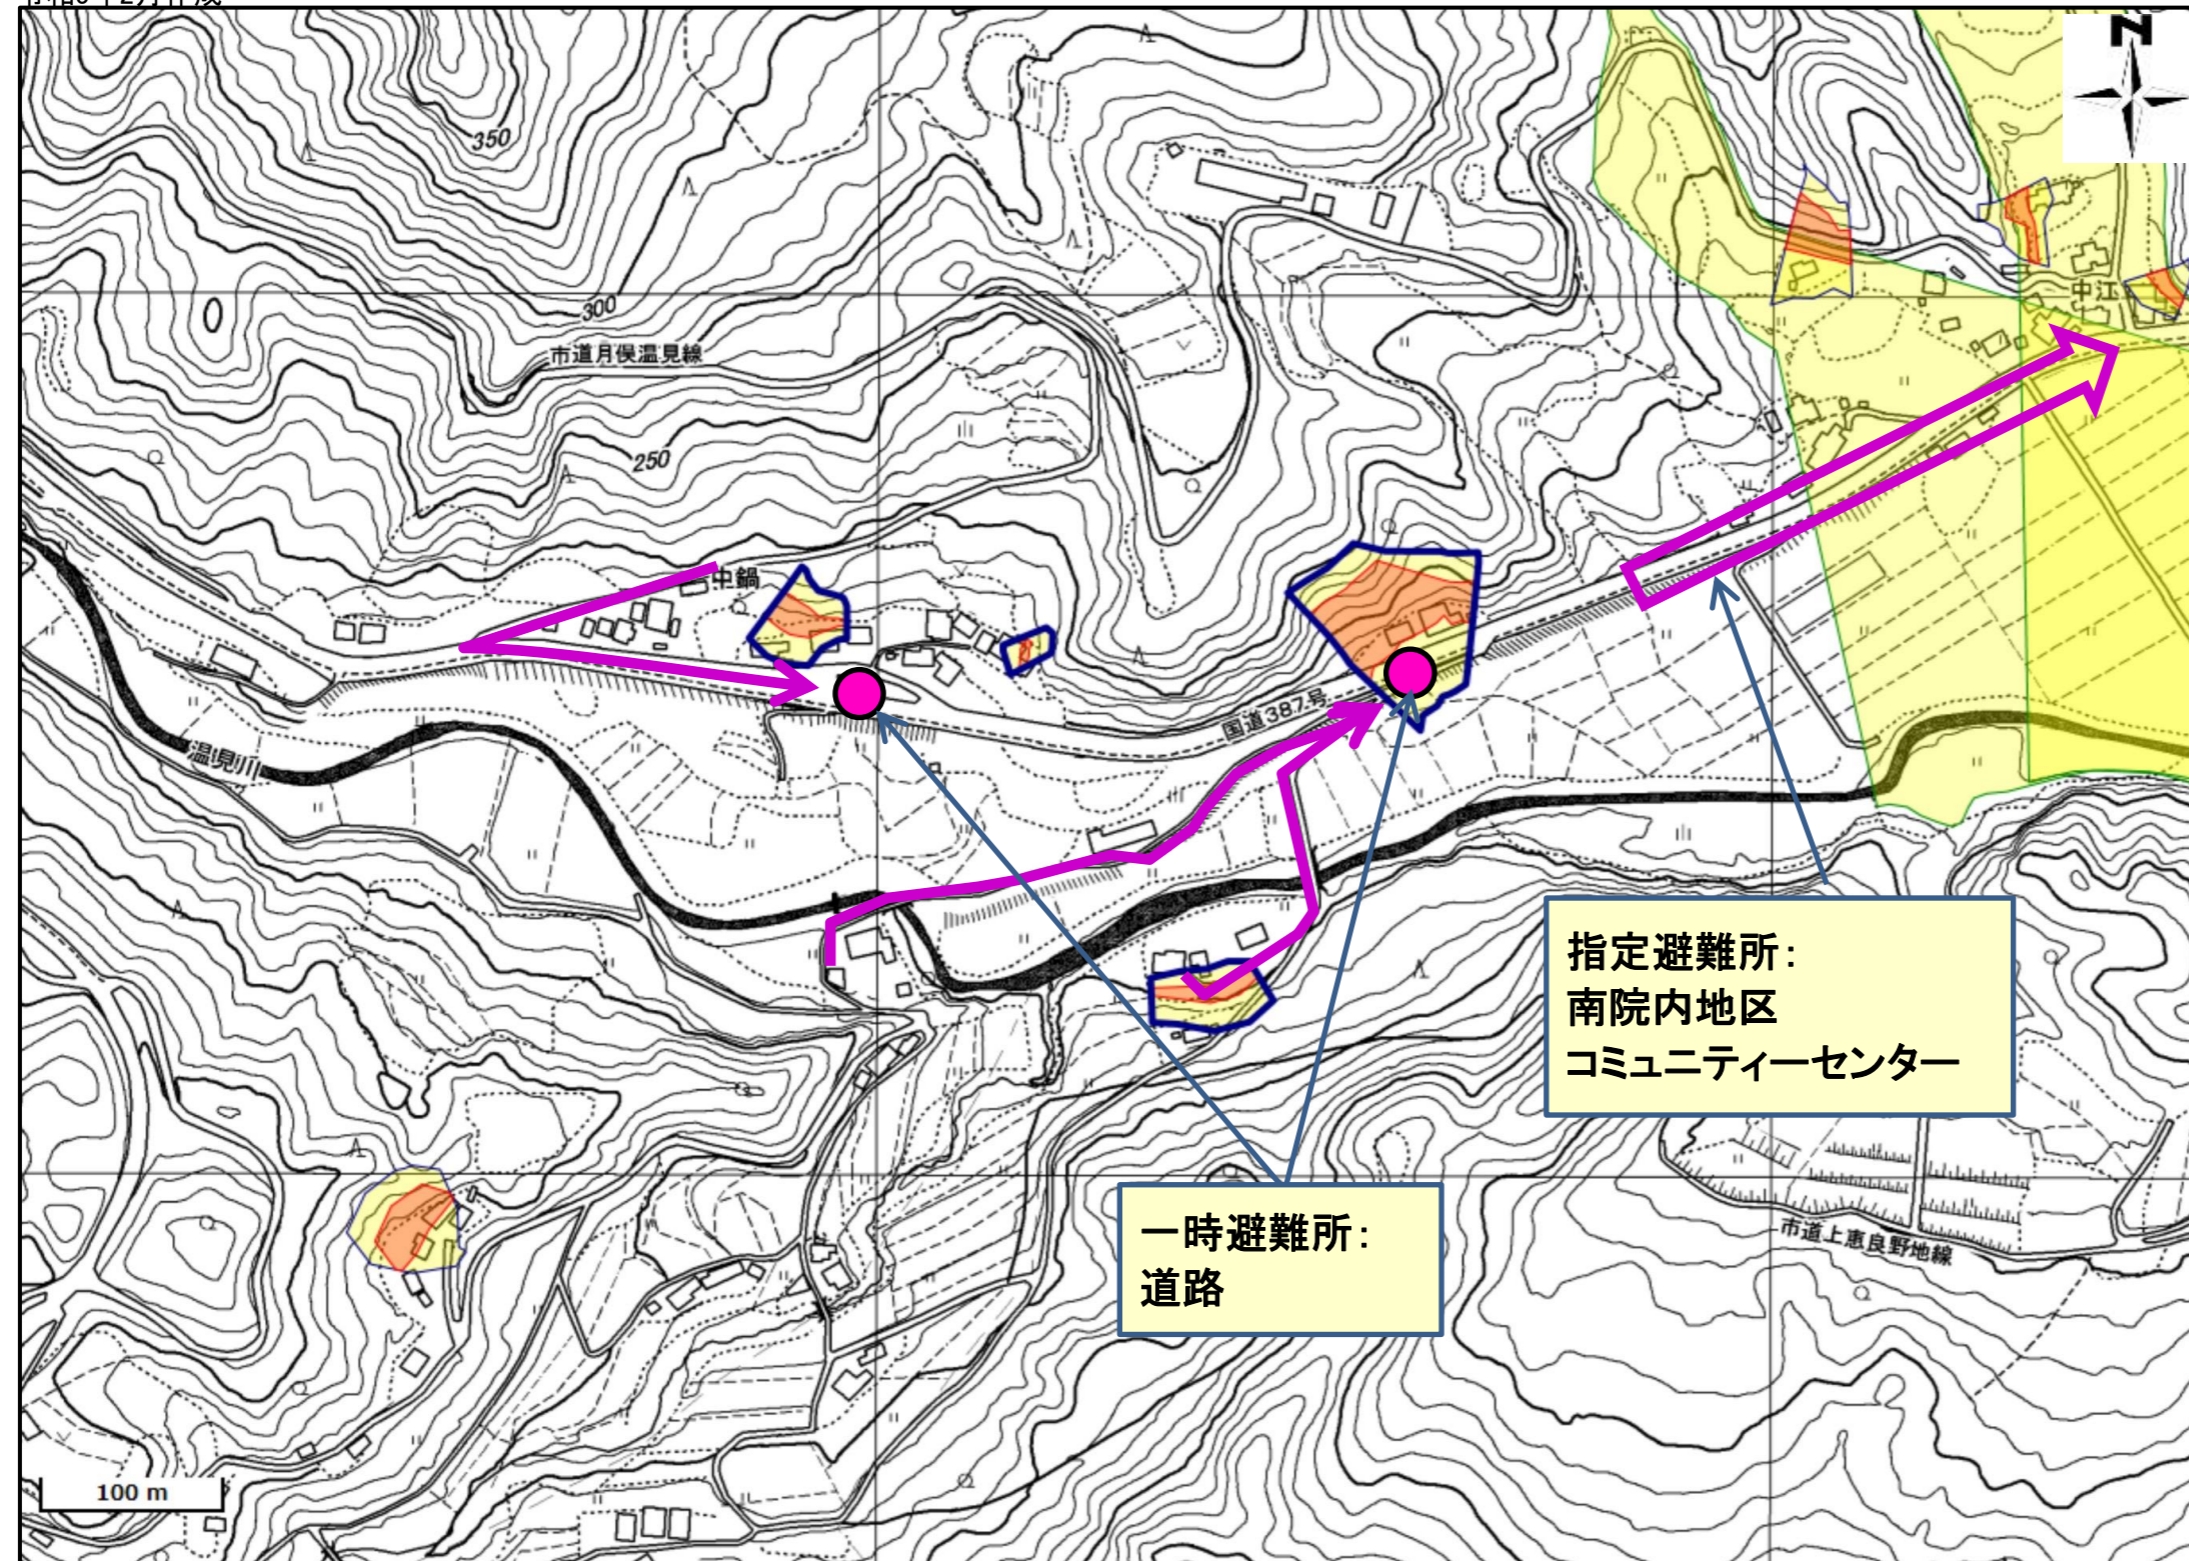 N
350
300
市道月俣温見線
250
中江
中鍋
国道387号
温見川
指定避難所:
南院内地区
コミュニティーセンター
一時避難所:
道路
市道上恵良野地線
100 m